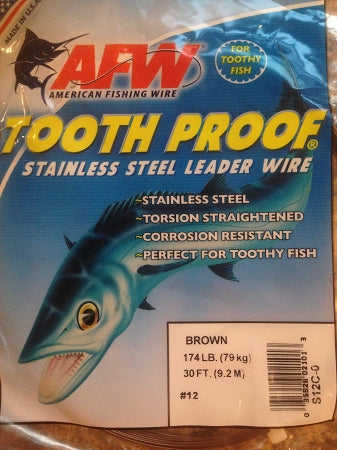 MADE IN U.S.A.
AFW
AMERICAN FISHING WIRE
FOR
TOOTHY
FISH
TOOTH PROOF®
STAINLESS STEEL LEADER WIRE
~STAINLESS STEEL
~TORSION STRAIGHTENED
~CORROSION RESISTANT
~PERFECT FOR TOOTHY FISH
BROWN
174 LB. (79 kg)
30 FT. (9.2 M)
#12
S12C-0